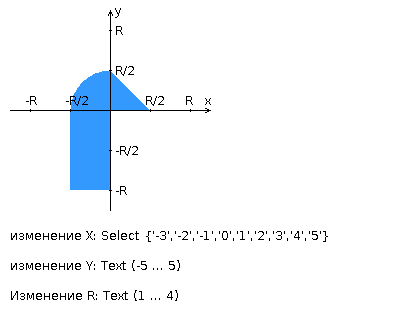 y
R
R/2
-R -R/2 R/2 R x
-R/2
-R
изменение X: Select {'-3','-2','-1','0','1','2','3','4','5'}
изменение Y: Text (-5 ... 5)
Изменение R: Text (1 ... 4)